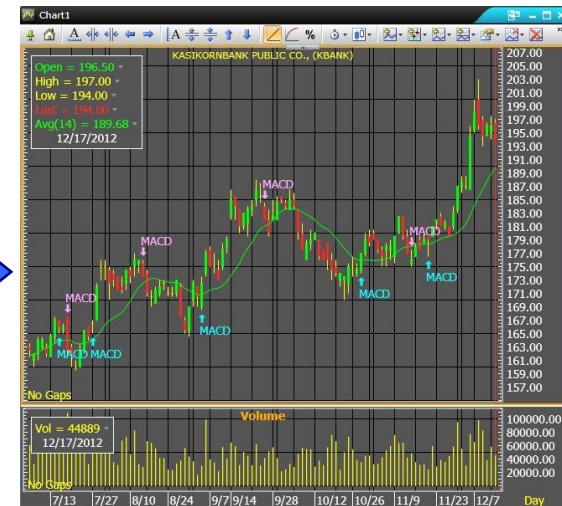 Chart1
A
A
%
KASIKORNBANK PUBLIC CO., (KBANK)
Open = 196.50
High = 197.00
Low = 194.00
Last = 194.00
Avg(14) = 189.68
12/17/2012
207.00
205.00
203.00
201.00
199.00
197.00
195.00
193.00
191.00
189.00
187.00
185.00
183.00
181.00
179.00
177.00
175.00
173.00
171.00
169.00
167.00
165.00
163.00
161.00
159.00
157.00
MACD
MACD
MACD
MACD
MACD
MACD
MACD
MACD
MACD
No Gaps
Volume
Vol = 44889
12/17/2012
100000.00
80000.00
60000.00
40000.00
20000.00
No Gaps
7/13 7/27 8/10 8/24 9/7 9/14 9/28 10/12 10/26 11/9 11/23 12/7 Day